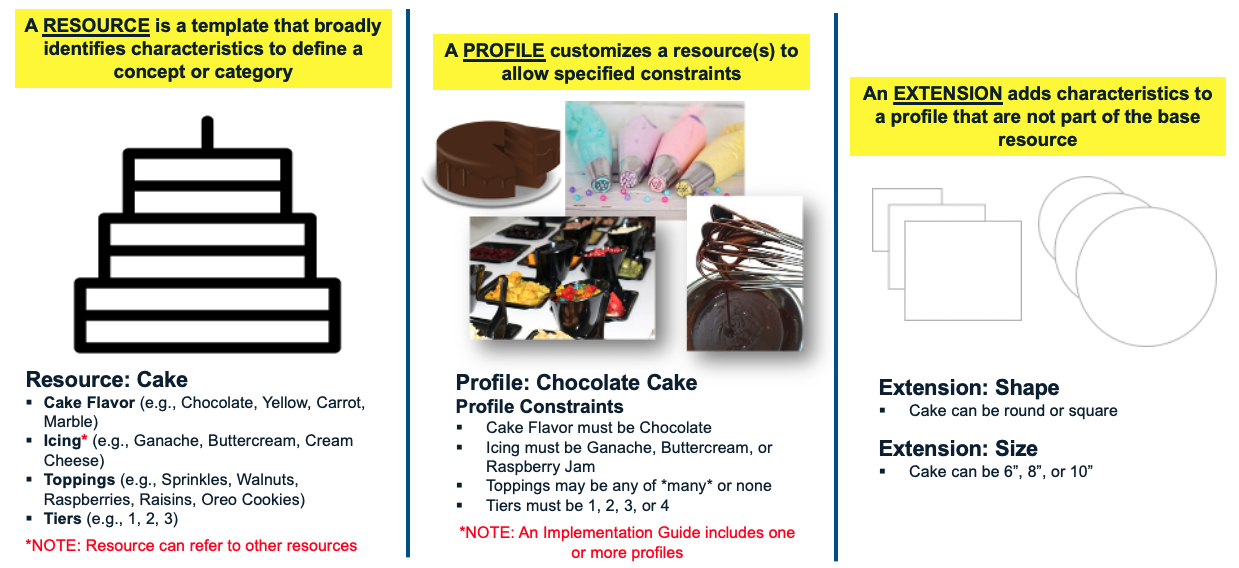 A RESOURCE is a template that broadly
identifies characteristics to define a
concept or category
Resource: Cake
▪ Cake Flavor (e.g., Chocolate, Yellow, Carrot,
Marble)
▪ Icing* (e.g., Ganache, Buttercream, Cream
Cheese)
▪ Toppings (e.g., Sprinkles, Walnuts,
Raspberries, Raisins, Oreo Cookies)
▪ Tiers (e.g., 1, 2, 3)
*NOTE: Resource can refer to other resources
A PROFILE customizes a resource(s) to
allow specified constraints
Profile: Chocolate Cake
Profile Constraints
▪ Cake Flavor must be Chocolate
▪ Icing must be Ganache, Buttercream, or
Raspberry Jam
▪ Toppings may be any of *many* or none
▪ Tiers must be 1, 2, 3, or 4
*NOTE: An Implementation Guide includes one
or more profiles
An EXTENSION adds characteristics to
a profile that are not part of the base
resource
Extension: Shape
▪ Cake can be round or square
Extension: Size
▪ Cake can be 6”, 8”, or 10”